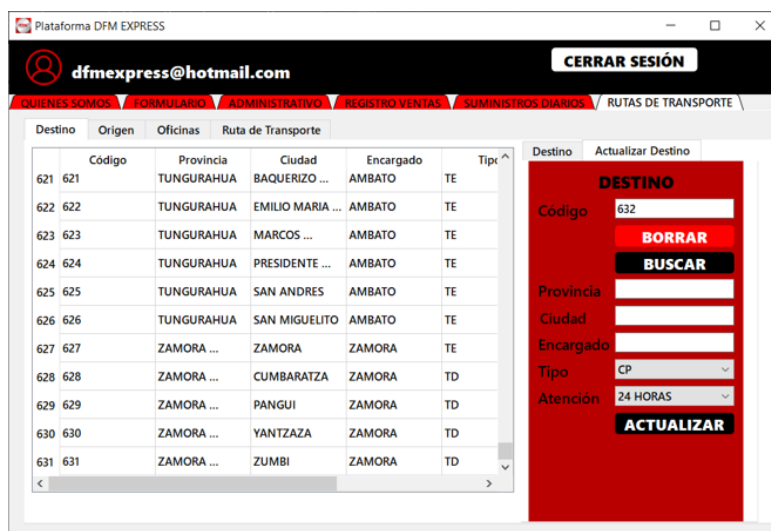 Plataforma DFM EXPRESS
dfmexpress@hotmail.com
CERRAR SESIÓN
QUIENES SOMOS FORMULARIO ADMINISTRATIVO REGISTRO VENTAS SUMINISTROS DIARIOS RUTAS DE TRANSPORTE
Destino Origen Oficinas Ruta de Transporte
Código Provincia Ciudad Encargado Tipo
621 621 TUNGURAHUA BAQUERIZO ... AMBATO TE
622 622 TUNGURAHUA EMILIO MARIA ... AMBATO TE
623 623 TUNGURAHUA MARCOS ... AMBATO TE
624 624 TUNGURAHUA PRESIDENTE ... AMBATO TE
625 625 TUNGURAHUA SAN ANDRES AMBATO TE
626 626 TUNGURAHUA SAN MIGUELITO AMBATO TE
627 627 ZAMORA ... ZAMORA ZAMORA TE
628 628 ZAMORA ... CUMBARATZA ZAMORA TD
629 629 ZAMORA ... PANGUI ZAMORA TD
630 630 ZAMORA ... YANTZAZA ZAMORA TD
631 631 ZAMORA ... ZUMBI ZAMORA TD
Destino Actualizar Destino
DESTINO
Código 632
BORRAR
BUSCAR
Provincia
Ciudad
Encargado
Tipo CP
Atención 24 HORAS
ACTUALIZAR